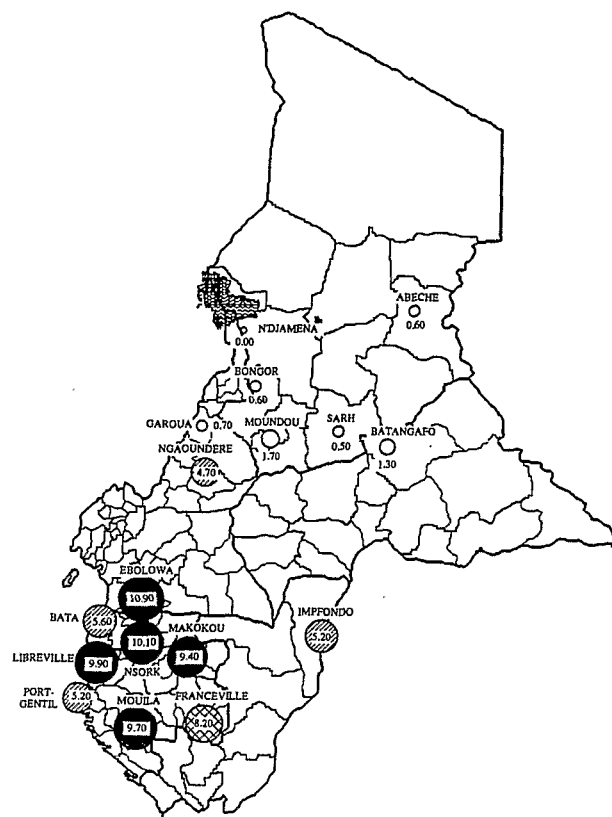 ABECHE
0.60
N'DJAMENA
0.00
BONGOR
0.60
GAROUA
0.70
MOUNDOU
1.70
SARH
0.50
BATANGAFO
1.30
NGAOUNDERE
4.70
EBOLOWA
10.90
BATA
5.60
MAKOKOU
9.40
IMPFONDO
5.20
10.10
NSORK
LIBREVILLE
9.90
PORT-
GENTIL
5.20
MOUILA
9.70
FRANCEVILLE
8.20